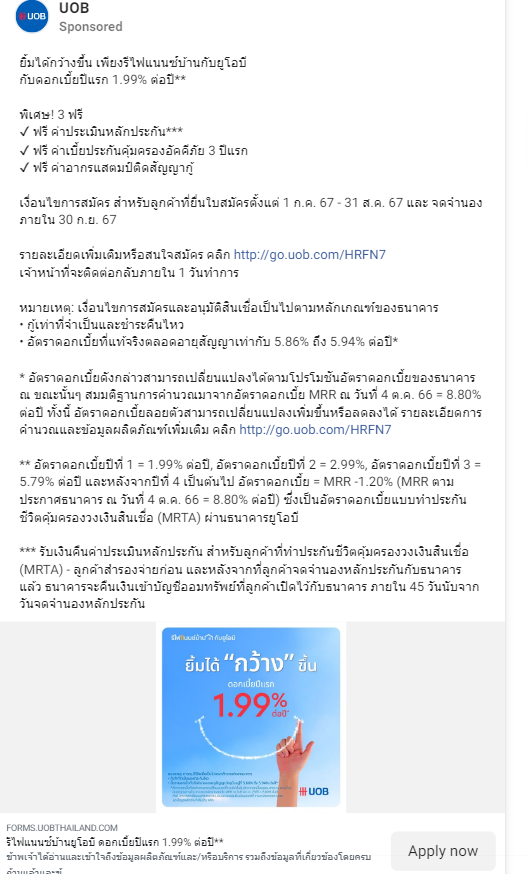 UOB
UOB
Sponsored
ยิ้มได้กว้างขึ้น เพียงรีไฟแนนซ์บ้านกับยูโอบี
กับดอกเบี้ยปีแรก 1.99% ต่อปี**
พิเศษ! 3 ฟรี
✓ ฟรี ค่าประเมินหลักประกัน***
✓ ฟรี ค่าเบี้ยประกันคุ้มครองอัคคีภัย 3 ปีแรก
✓ ฟรี ค่าอากรแสตมป์ติดสัญญากู้
เงื่อนไขการสมัคร สำหรับลูกค้าที่ยื่นใบสมัครตั้งแต่ 1 ก.ค. 67 - 31 ส.ค. 67 และ จดจำนอง
ภายใน 30 ก.ย. 67
รายละเอียดเพิ่มเติมหรือสนใจสมัคร คลิก http://go.uob.com/HRFN7
เจ้าหน้าที่จะติดต่อกลับภายใน 1 วันทำการ
หมายเหตุ: เงื่อนไขการสมัครและอนุมัติสินเชื่อเป็นไปตามหลักเกณฑ์ของธนาคาร
• กู้เท่าที่จำเป็นและชำระคืนไหว
• อัตราดอกเบี้ยที่แท้จริงตลอดอายุสัญญาเท่ากับ 5.86% ถึง 5.94% ต่อปี*
* อัตราดอกเบี้ยดังกล่าวสามารถเปลี่ยนแปลงได้ตามโปรโมชันอัตราดอกเบี้ยของธนาคาร
ณ ขณะนั้นๆ สมมติฐานการคำนวณมาจากอัตราดอกเบี้ย MRR ณ วันที่ 4 ต.ค. 66 = 8.80%
ต่อปี ทั้งนี้ อัตราดอกเบี้ยลอยตัวสามารถเปลี่ยนแปลงเพิ่มขึ้นหรือลดลงได้ รายละเอียดการ
คำนวณและข้อมูลผลิตภัณฑ์เพิ่มเติม คลิก http://go.uob.com/HRFN7
** อัตราดอกเบี้ยปีที่ 1 = 1.99% ต่อปี, อัตราดอกเบี้ยปีที่ 2 = 2.99%, อัตราดอกเบี้ยปีที่ 3 =
5.79% ต่อปี และหลังจากปีที่ 4 เป็นต้นไป อัตราดอกเบี้ย = MRR -1.20% (MRR ตาม
ประกาศธนาคาร ณ วันที่ 4 ต.ค. 66 = 8.80% ต่อปี) ซึ่งเป็นอัตราดอกเบี้ยแบบทำประกัน
ชีวิตคุ้มครองวงเงินสินเชื่อ (MRTA) ผ่านธนาคารยูโอบี
*** รับเงินคืนค่าประเมินหลักประกัน สำหรับลูกค้าที่ทำประกันชีวิตคุ้มครองวงเงินสินเชื่อ
(MRTA) - ลูกค้าสำรองจ่ายก่อน และหลังจากที่ลูกค้าจดจำนองหลักประกันกับธนาคาร
แล้ว ธนาคารจะคืนเงินเข้าบัญชีออมทรัพย์ที่ลูกค้าเปิดไว้กับธนาคาร ภายใน 45 วันนับจาก
วันจดจำนองหลักประกัน
รีไฟแนนซ์บ้านกับยูโอบี
ยิ้มได้ “กว้าง” ขึ้น
ดอกเบี้ยปีแรก
1.99%
ต่อปี
UOB
FORMS.UOBTHAILAND.COM
รีไฟแนนซ์บ้านยูโอบี ดอกเบี้ยปีแรก 1.99% ต่อปี**
ข้าพเจ้าได้อ่านและเข้าใจถึงข้อมูลผลิตภัณฑ์และ/หรือบริการ รวมถึงข้อมูลที่เกี่ยวข้องโดยครบ
Apply now